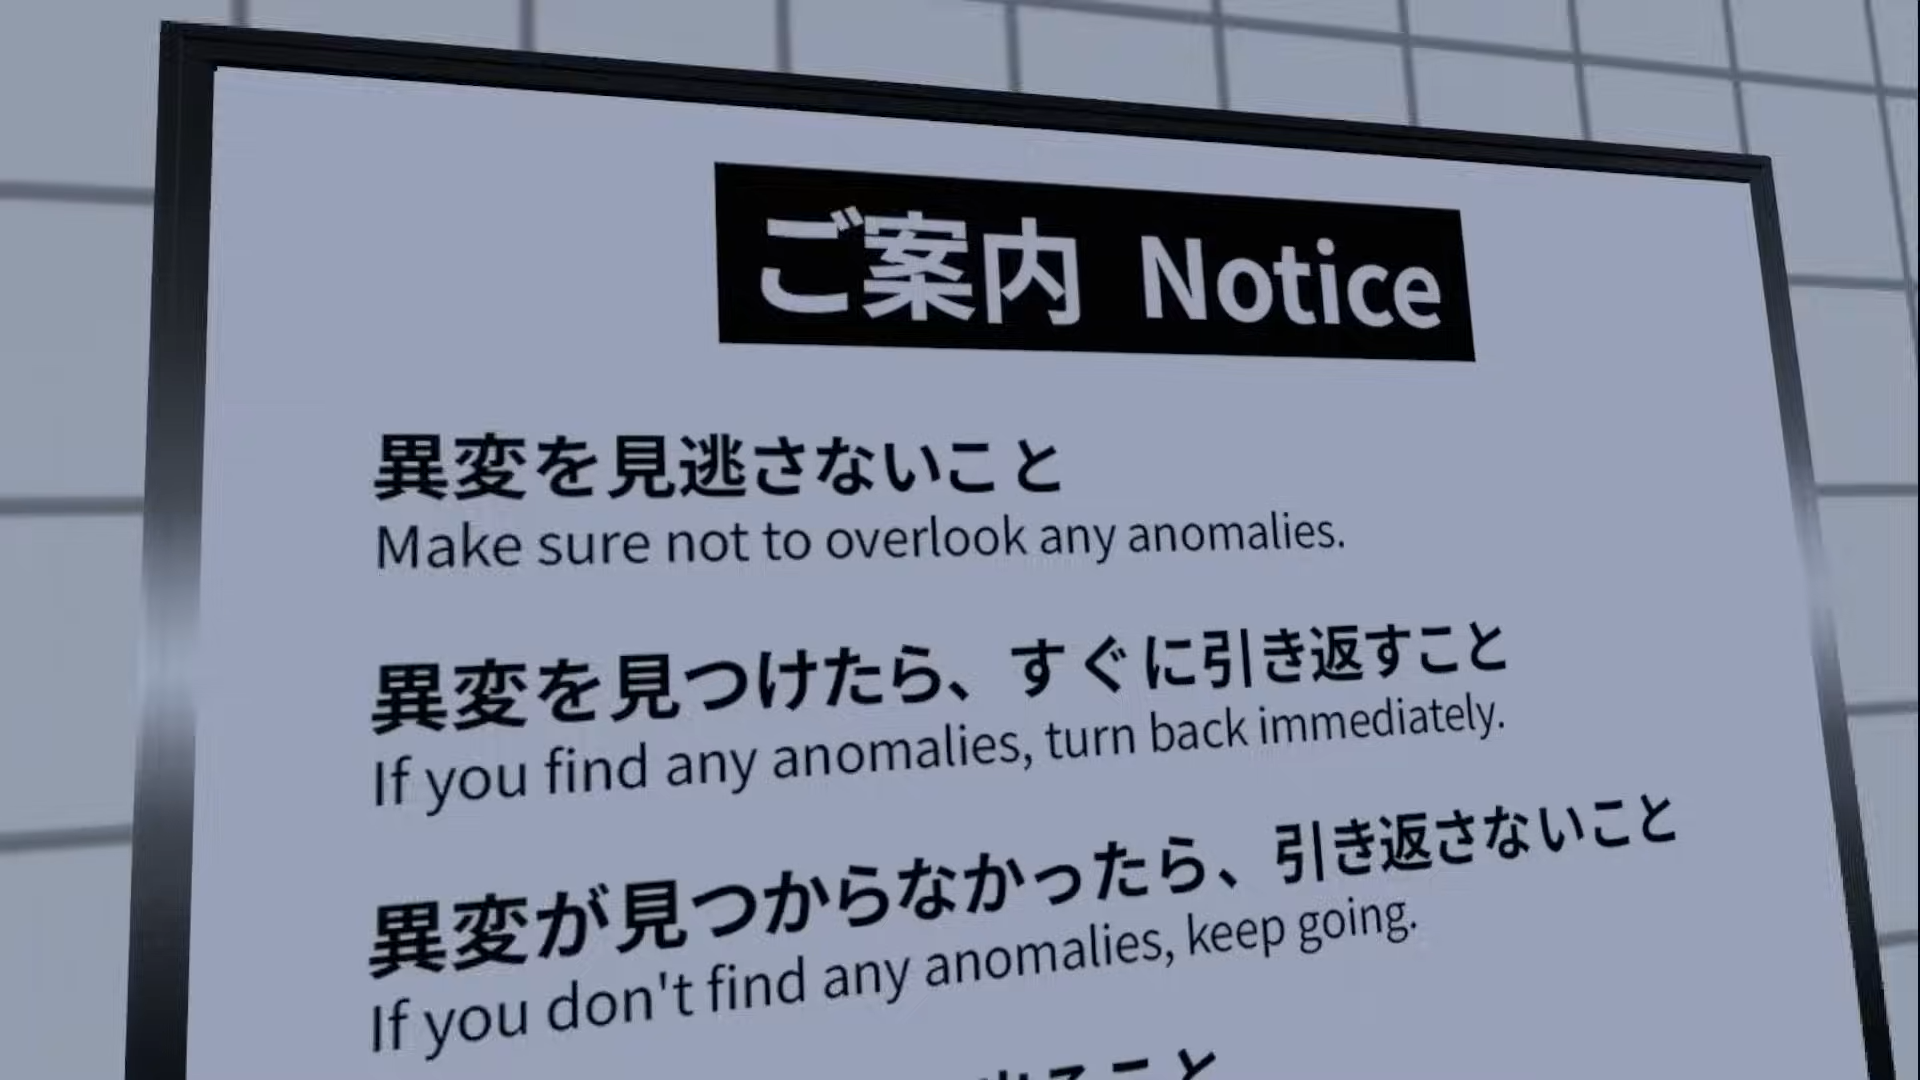 ご案内 Notice
異変を見逃さないこと
Make sure not to overlook any anomalies.
異変を見つけたら、すぐに引き返すこと
If you find any anomalies, turn back immediately.
異変が見つからなかったら、引き返さないこと
If you don't find any anomalies, keep going.